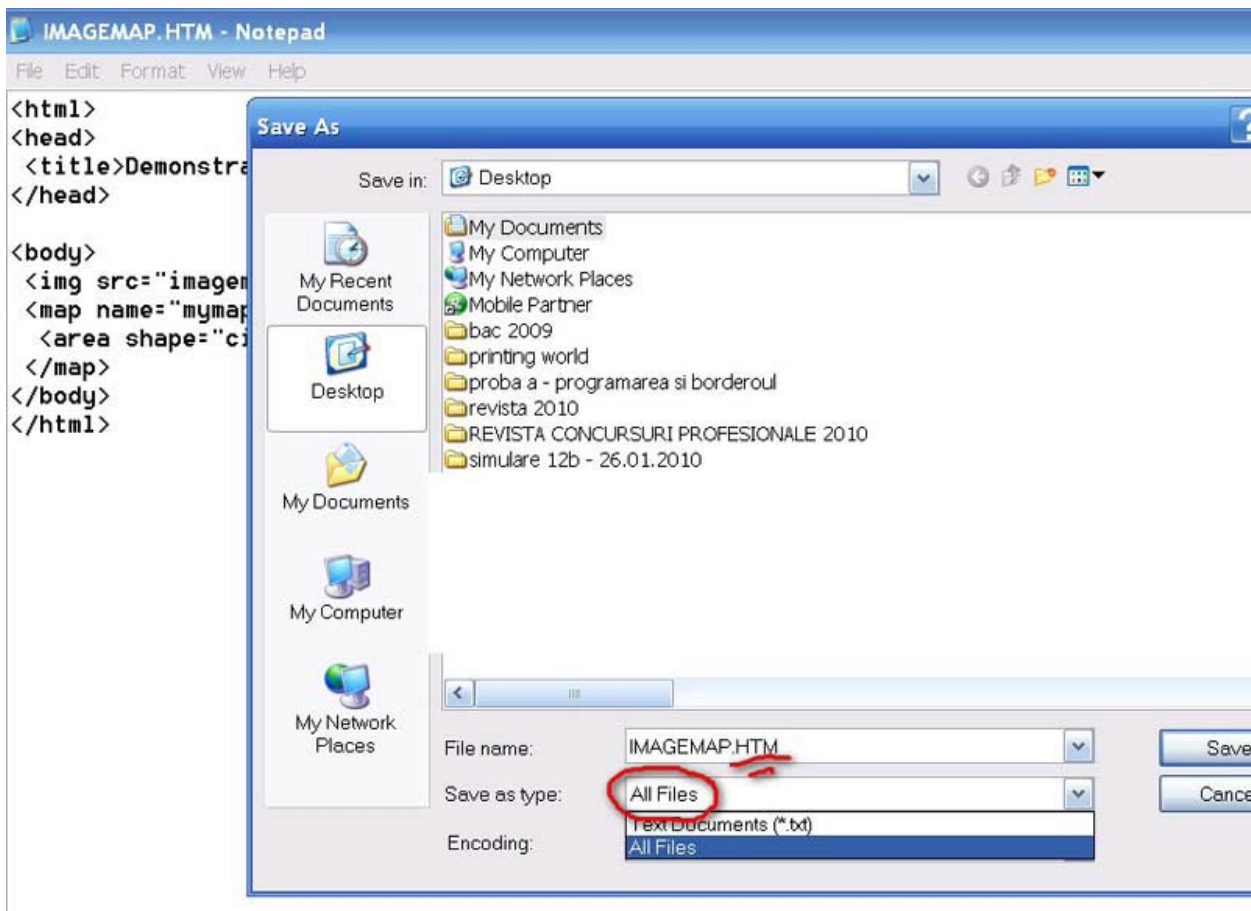 IMAGEMAP.HTM - Notepad
File Edit Format View Help
<html>
<head>
<title>Demonstra
</head>
<body>
<img src="imagem
<map name="mymap
<area shape="ci
</map>
</body>
</html>
Save As
Save in: Desktop
My Recent
Documents
Desktop
My Documents
My Computer
My Network
Places
My Documents
My Computer
My Network Places
Mobile Partner
bac 2009
printing world
proba a - programarea si borderoul
revista 2010
REVISTA CONCURSURI PROFESIONALE 2010
simulare 12b - 26.01.2010
File name: IMAGEMAP.HTM Save
Save as type: All Files Cance
Text Documents (*.txt)
Encoding: All Files